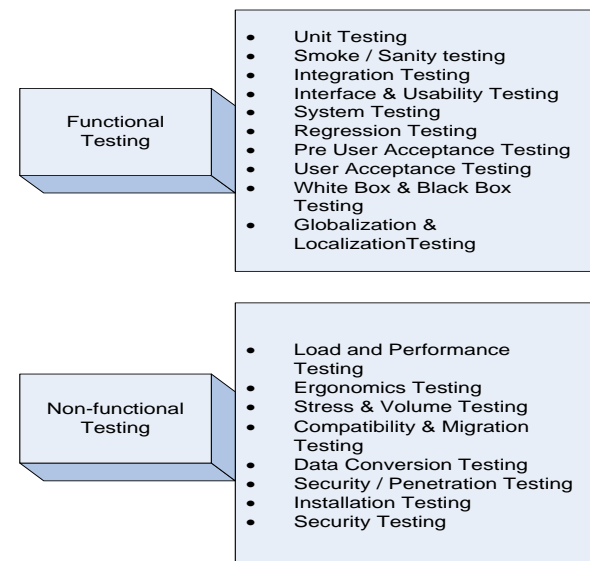 Functional
Testing
• Unit Testing
• Smoke / Sanity testing
• Integration Testing
• Interface & Usability Testing
• System Testing
• Regression Testing
• Pre User Acceptance Testing
• User Acceptance Testing
• White Box & Black Box
Testing
• Globalization &
LocalizationTesting
Non-functional
Testing
• Load and Performance
Testing
• Ergonomics Testing
• Stress & Volume Testing
• Compatibility & Migration
Testing
• Data Conversion Testing
• Security / Penetration Testing
• Installation Testing
• Security Testing